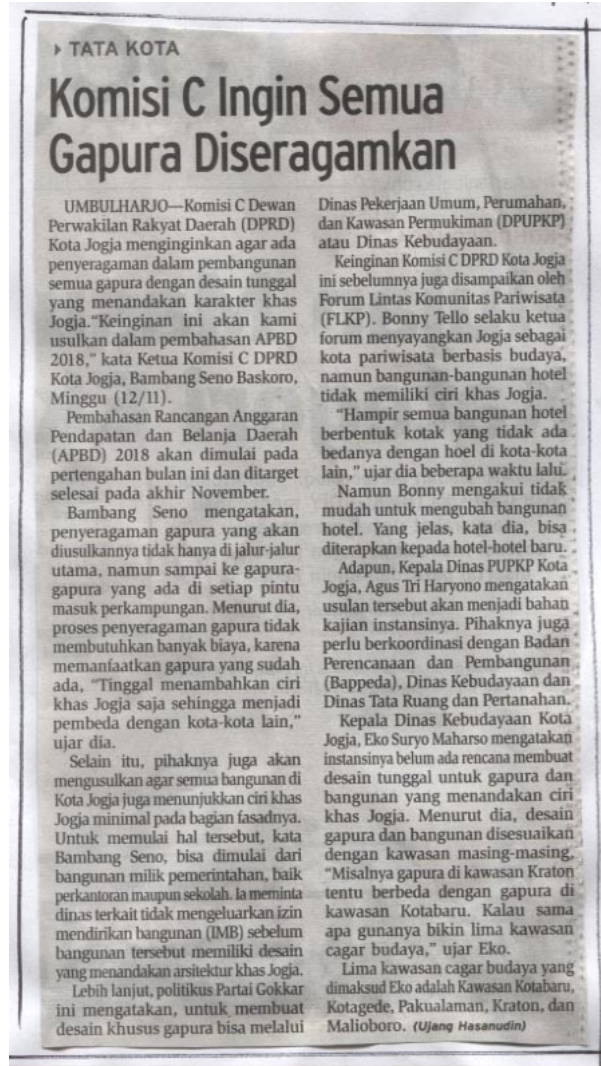 TATA KOTA
Komisi C Ingin Semua
Gapura Diseragamkan
UMBULHARJO—Komisi C Dewan
Perwakilan Rakyat Daerah (DPRD)
Kota Jogja menginginkan agar ada
penyeragaman dalam pembangunan
semua gapura dengan desain tunggal
yang menandakan karakter khas
Jogja."Keinginan ini akan kami
usulkan dalam pembahasan APBD
2018," kata Ketua Komisi C DPRD
Kota Jogja, Bambang Seno Baskoro,
Minggu (12/11).
Pembahasan Rancangan Anggaran
Pendapatan dan Belanja Daerah
(APBD) 2018 akan dimulai pada
pertengahan bulan ini dan ditarget
selesai pada akhir November.
Bambang Seno mengatakan,
penyeragaman gapura yang akan
diusulkannya tidak hanya di jalur-jalur
utama, namun sampai ke gapura-
gapura yang ada di setiap pintu
masuk perkampungan. Menurut dia,
proses penyeragaman gapura tidak
membutuhkan banyak biaya, karena
memanfaatkan gapura yang sudah
ada, "Tinggal menambahkan ciri
khas Jogja saja sehingga menjadi
pembeda dengan kota-kota lain,"
ujar dia.
Selain itu, pihaknya juga akan
mengusulkan agar semua bangunan di
Kota Jogja juga menunjukkan ciri khas
Jogja minimal pada bagian fasadnya.
Untuk memulai hal tersebut, kata
Bambang Seno, bisa dimulai dari
bangunan milik pemerintahan, baik
perkantoran maupun sekolah. Ia meminta
dinas terkait tidak mengeluarkan izin
mendirikan bangunan (IMB) sebelum
bangunan tersebut memiliki desain
yang menandakan arsitektur khas Jogja.
Lebih lanjut, politikus Partai Gokkar
ini mengatakan, untuk membuat
desain khusus gapura bisa melalui
Dinas Pekerjaan Umum, Perumahan,
dan Kawasan Permukiman (DPUPKP)
atau Dinas Kebudayaan.
Keinginan Komisi C DPRD Kota Jogja
ini sebelumnya juga disampaikan oleh
Forum Lintas Komunitas Pariwisata
(FLKP). Bonny Tello selaku ketua
forum menyayangkan Jogja sebagai
kota pariwisata berbasis budaya,
namun bangunan-bangunan hotel
tidak memiliki ciri khas Jogja.
"Hampir semua bangunan hotel
berbentuk kotak yang tidak ada
bedanya dengan hoel di kota-kota
lain," ujar dia beberapa waktu lalu.
Namun Bonny mengakui tidak
mudah untuk mengubah bangunan
hotel. Yang jelas, kata dia, bisa
diterapkan kepada hotel-hotel baru.
Adapun, Kepala Dinas PUPKP Kota
Jogja, Agus Tri Haryono mengatakan
usulan tersebut akan menjadi bahan
kajian instansinya. Pihaknya juga
perlu berkoordinasi dengan Badan
Perencanaan dan Pembangunan
(Bappeda), Dinas Kebudayaan dan
Dinas Tata Ruang dan Pertanahan.
Kepala Dinas Kebudayaan Kota
Jogja, Eko Suryo Maharso mengatakan
instansinya belum ada rencana membuat
desain tunggal untuk gapura dan
bangunan yang menandakan ciri
khas Jogja. Menurut dia, desain
gapura dan bangunan disesuaikan
dengan kawasan masing-masing,
"Misalnya gapura di kawasan Kraton
tentu berbeda dengan gapura di
kawasan Kotabaru. Kalau sama
apa gunanya bikin lima kawasan
cagar budaya," ujar Eko.
Lima kawasan cagar budaya yang
dimaksud Eko adalah Kawasan Kotabaru,
Kotagede, Pakualaman, Kraton, dan
Malioboro. (Ujang Hasanudin)